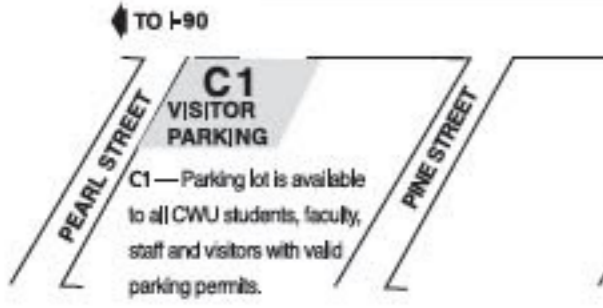 TO I-90
C1
VISITOR
PARKING
PEARL STREET
C1 — Parking lot is available
to all CWU students, faculty,
staff and visitors with valid
parking permits.
PINE STREET